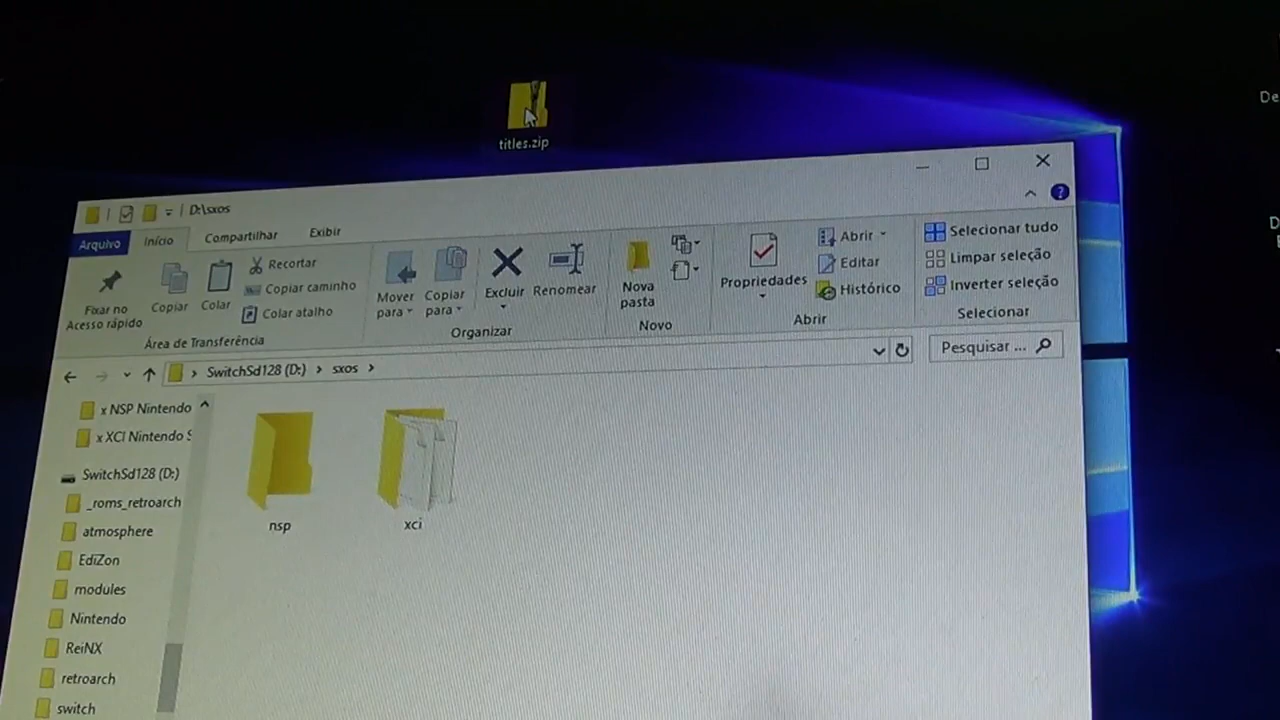 De
titles.zip
D:\sxos
Arquivo
Início
Compartilhar
Exibir
Fixar no
Acesso rápido
Copiar
Colar
Recortar
Copiar caminho
Colar atalho
Área de Transferência
Mover
para
Copiar
para
Excluir
Renomear
Organizar
Nova
pasta
Novo
Propriedades
Abrir
Editar
Histórico
Abrir
Selecionar tudo
Limpar seleção
Inverter seleção
Selecionar
SwitchSd128 (D:) > sxos >
Pesquisar ...
x NSP Nintendo
x XCI Nintendo S
SwitchSd128 (D:)
_roms_retroarch
atmosphere
EdiZon
modules
Nintendo
ReiNX
retroarch
switch
nsp
xci